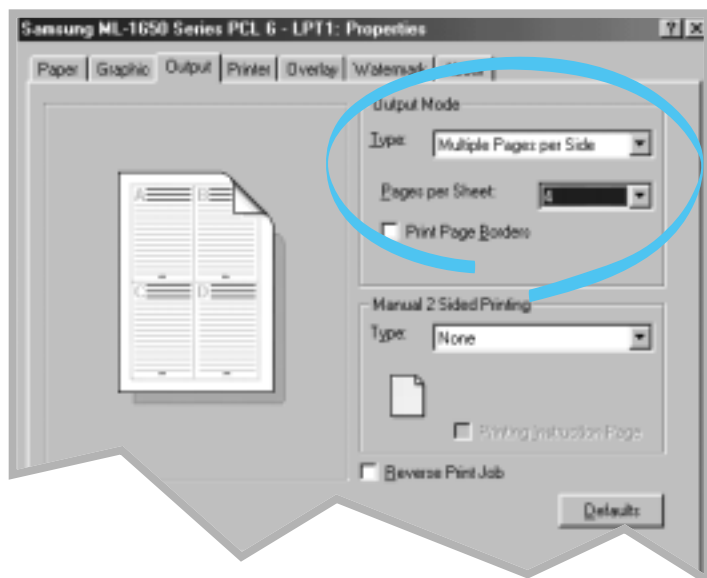 Samsung ML-1650 Series PCL 6 - LPT1: Properties
Paper Graphic Output Printer Overlay Watermark
Output Mode
Type: Multiple Pages per Side
Pages per Sheet: 4
Print Page Borders
A B
C D
Manual 2 Sided Printing
Type: None
Printing Instruction Page
Reverse Print Job
Defaults